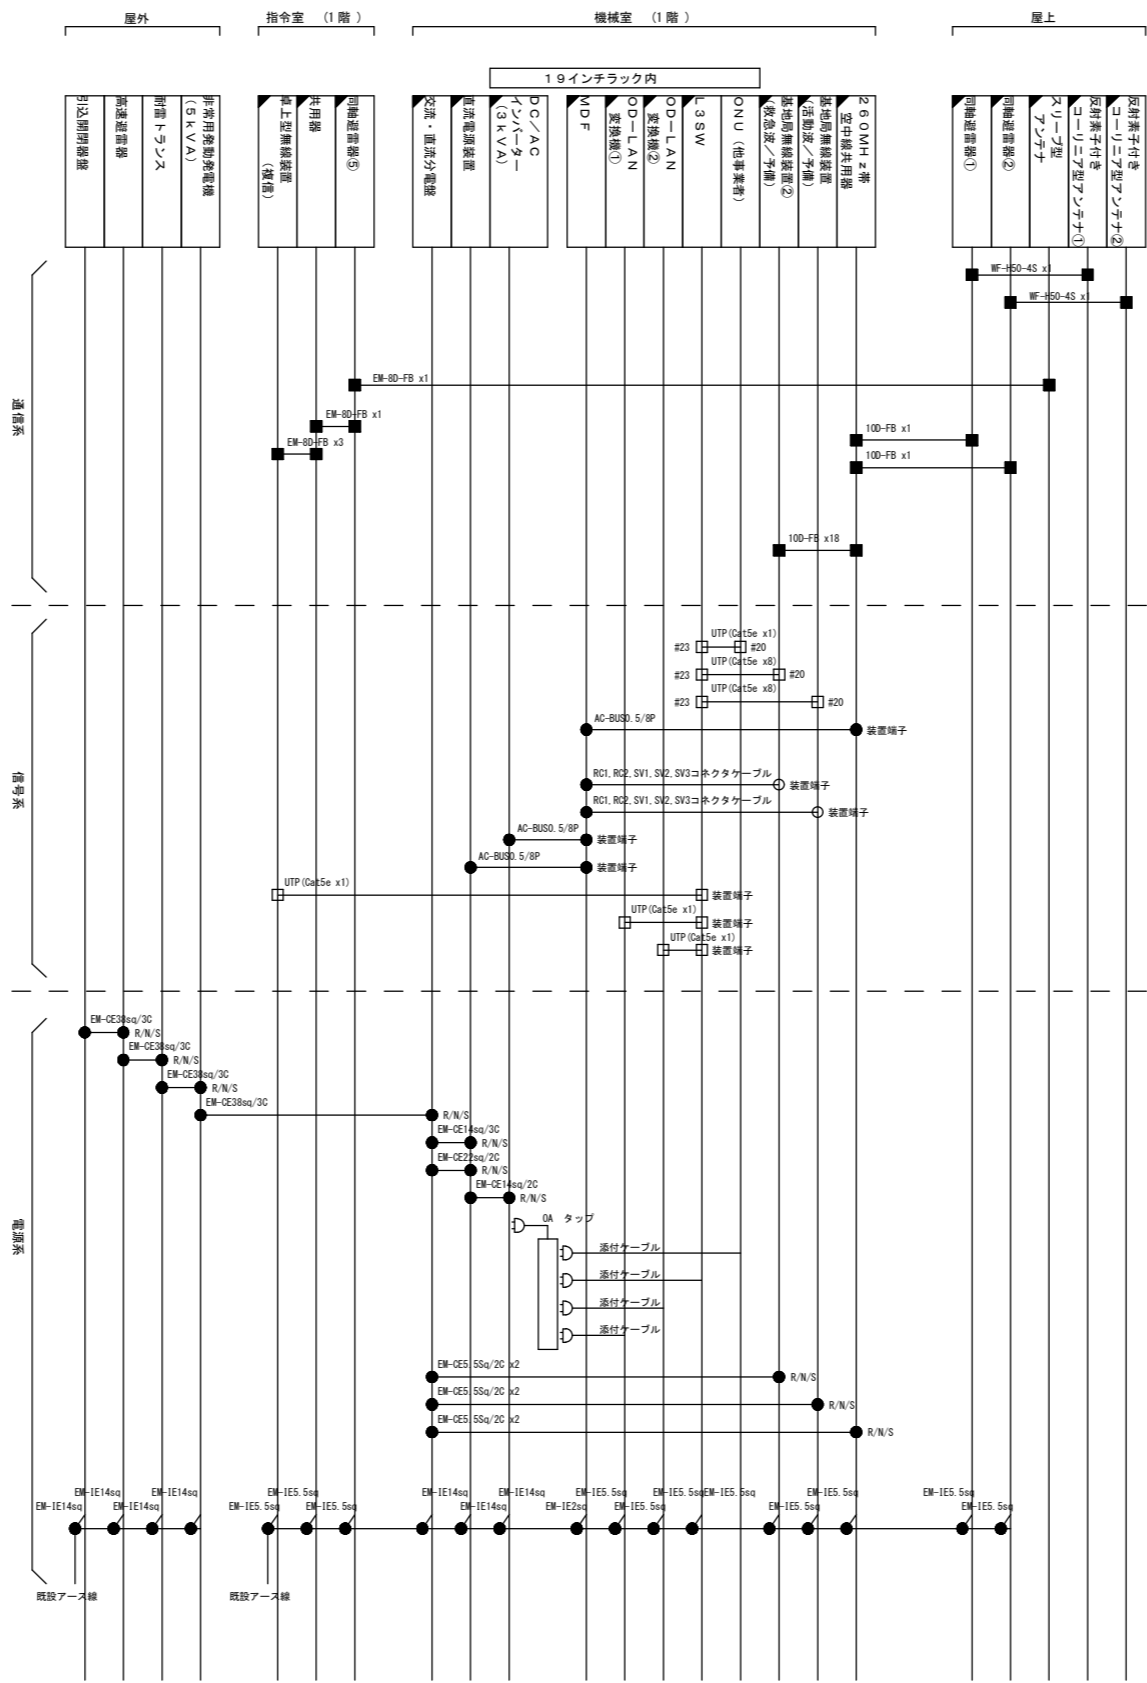 屋外
指令室 (1階)
機械室 (1階)
屋上
19インチラック内
引込開閉器盤
高速避雷器
耐雷トランス
非常用発動発電機
(5kVA)
卓上型無線装置
(複信)
共用器
同軸避雷器⑤
交流・直流分電盤
直流電源装置
DC/AC
インバーター
(3kVA)
MDF
OD-LAN
変換機①
OD-LAN
変換機②
L3SW
ONU (他事業者)
基地局無線装置②
(救急波/予備)
基地局無線装置
(活動波/予備)
260MHz帯
空中線共用器
同軸避雷器①
同軸避雷器②
スリーブ型
アンテナ
反射素子付き
コーリニア型アンテナ①
反射素子付き
コーリニア型アンテナ②
通信系
WF-H50-4S x1
WF-H50-4S x1
EM-8D-FB x1
EM-8D-FB x1
10D-FB x1
EM-8D-FB x3
10D-FB x1
10D-FB x18
信号系
UTP(Cat5e x1)
#23
#20
UTP(Cat5e x8)
#23
#20
UTP(Cat5e x8)
#23
#20
AC-BUS0.5/8P
装置端子
RC1,RC2,SV1,SV2,SV3コネクタケーブル
装置端子
RC1,RC2,SV1,SV2,SV3コネクタケーブル
装置端子
AC-BUS0.5/8P
装置端子
AC-BUS0.5/8P
装置端子
UTP(Cat5e x1)
装置端子
UTP(Cat5e x1)
装置端子
UTP(Cat5e x1)
装置端子
電源系
EM-CE38sq/3C
R/N/S
EM-CE38sq/3C
R/N/S
EM-CE38sq/3C
R/N/S
EM-CE38sq/3C
R/N/S
EM-CE14sq/3C
R/N/S
EM-CE22sq/2C
R/N/S
EM-CE14sq/2C
R/N/S
OA タップ
添付ケーブル
添付ケーブル
添付ケーブル
添付ケーブル
EM-CE5.5Sq/2C x2
R/N/S
EM-CE5.5Sq/2C x2
R/N/S
EM-CE5.5Sq/2C x2
R/N/S
EM-IE14sq
EM-IE14sq
EM-IE14sq
EM-IE14sq
EM-IE5.5sq
EM-IE5.5sq
EM-IE5.5sq
EM-IE14sq
EM-IE14sq
EM-IE14sq
EM-IE2sq
EM-IE5.5sq
EM-IE5.5sq
EM-IE5.5sq
EM-IE5.5sq
EM-IE5.5sq
EM-IE5.5sq
EM-IE5.5sq
EM-IE5.5sq
EM-IE5.5sq
既設アース線
既設アース線